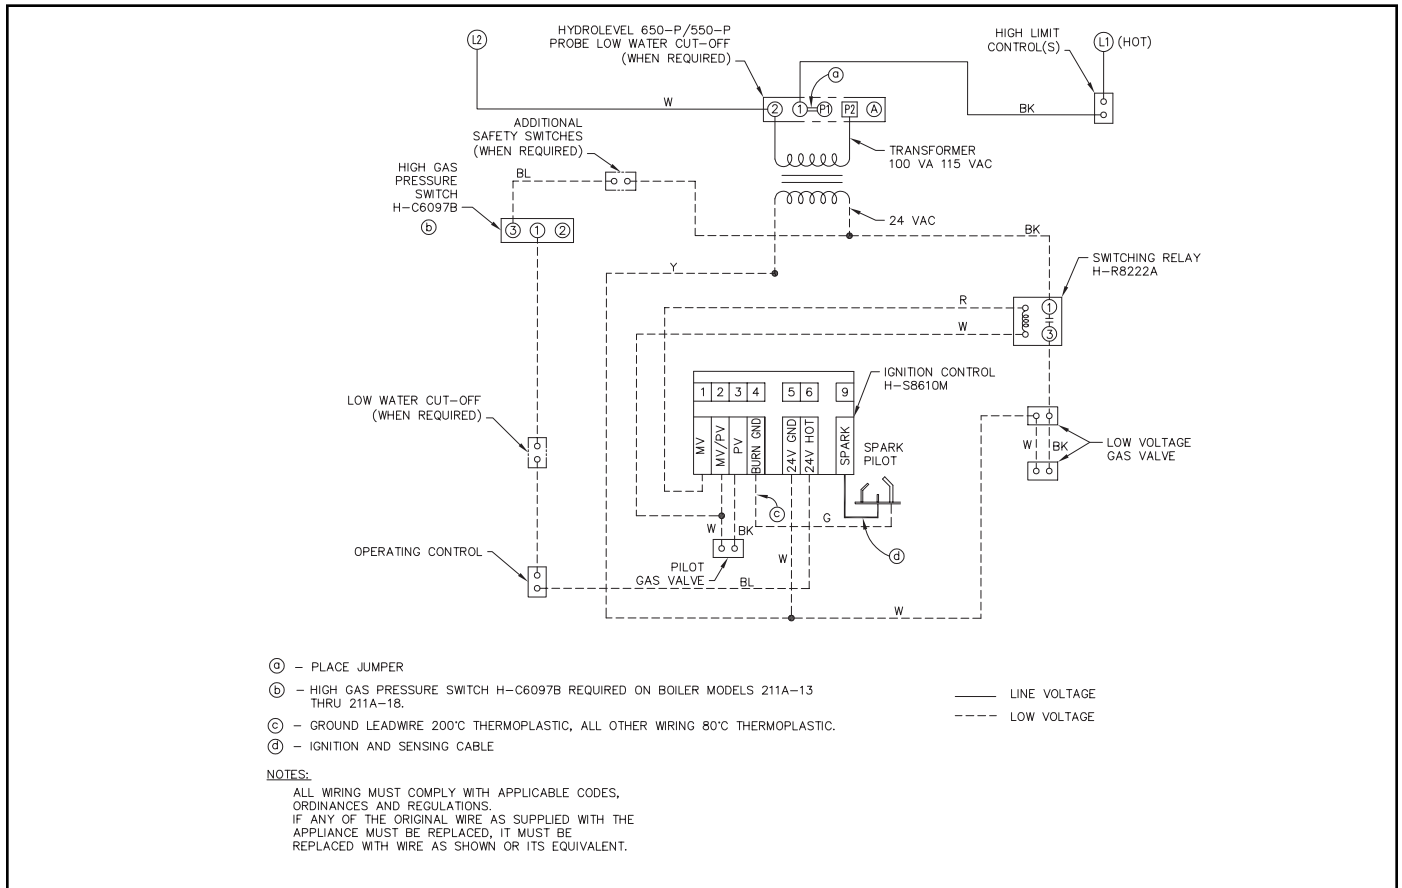 HYDROLEVEL 650-P/550-P
PROBE LOW WATER CUT-OFF
(WHEN REQUIRED)
L2
HIGH LIMIT
CONTROL(S)
L1 (HOT)
a
W
2 1 P1 P2 A
BK
ADDITIONAL
SAFETY SWITCHES
(WHEN REQUIRED)
TRANSFORMER
100 VA 115 VAC
HIGH GAS
PRESSURE
SWITCH
H-C6097B
b
BL
3 1 2
24 VAC
BK
Y
SWITCHING RELAY
H-R8222A
R
W
1
3
IGNITION CONTROL
H-S8610M
1 2 3 4 5 6 9
MV
MV/PV
PV
BURN GND
24V GND
24V HOT
SPARK
SPARK
PILOT
LOW WATER CUT-OFF
(WHEN REQUIRED)
W BK
LOW VOLTAGE
GAS VALVE
c
G
W BK
d
OPERATING CONTROL
W
PILOT
GAS VALVE
BL
W
a - PLACE JUMPER
b - HIGH GAS PRESSURE SWITCH H-C6097B REQUIRED ON BOILER MODELS 211A-13
THRU 211A-18.
c - GROUND LEADWIRE 200°C THERMOPLASTIC, ALL OTHER WIRING 80°C THERMOPLASTIC.
d - IGNITION AND SENSING CABLE
LINE VOLTAGE
LOW VOLTAGE
NOTES:
ALL WIRING MUST COMPLY WITH APPLICABLE CODES,
ORDINANCES AND REGULATIONS.
IF ANY OF THE ORIGINAL WIRE AS SUPPLIED WITH THE
APPLIANCE MUST BE REPLACED, IT MUST BE
REPLACED WITH WIRE AS SHOWN OR ITS EQUIVALENT.